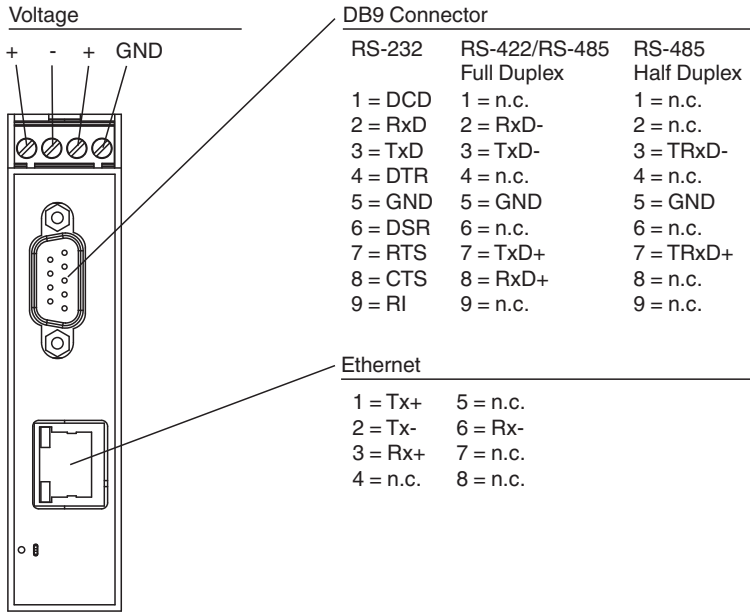 Voltage
+ - + GND
DB9 Connector
RS-232 RS-422/RS-485 RS-485
Full Duplex Half Duplex
1 = DCD 1 = n.c. 1 = n.c.
2 = RxD 2 = RxD- 2 = n.c.
3 = TxD 3 = TxD- 3 = TRxD-
4 = DTR 4 = n.c. 4 = n.c.
5 = GND 5 = GND 5 = GND
6 = DSR 6 = n.c. 6 = n.c.
7 = RTS 7 = TxD+ 7 = TRxD+
8 = CTS 8 = RxD+ 8 = n.c.
9 = RI 9 = n.c. 9 = n.c.
Ethernet
1 = Tx+ 5 = n.c.
2 = Tx- 6 = Rx-
3 = Rx+ 7 = n.c.
4 = n.c. 8 = n.c.